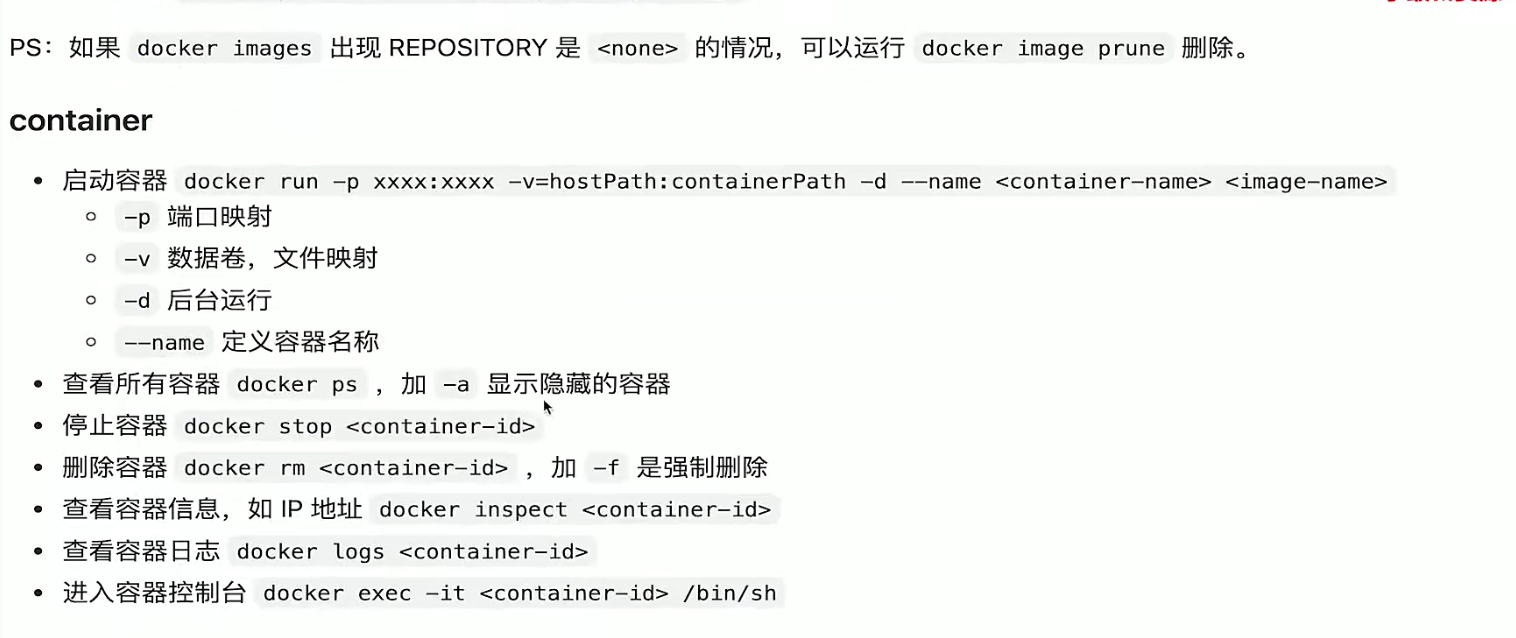 PS：如果 docker images 出现 REPOSITORY 是 <none> 的情况，可以运行 docker image prune 删除。
container
启动容器 docker run -p xxxx:xxxx -v=hostPath:containerPath -d --name <container-name> <image-name>
-p 端口映射
-v 数据卷，文件映射
-d 后台运行
--name 定义容器名称
查看所有容器 docker ps ，加 -a 显示隐藏的容器
停止容器 docker stop <container-id>
删除容器 docker rm <container-id> ，加 -f 是强制删除
查看容器信息，如 IP 地址 docker inspect <container-id>
查看容器日志 docker logs <container-id>
进入容器控制台 docker exec -it <container-id> /bin/sh